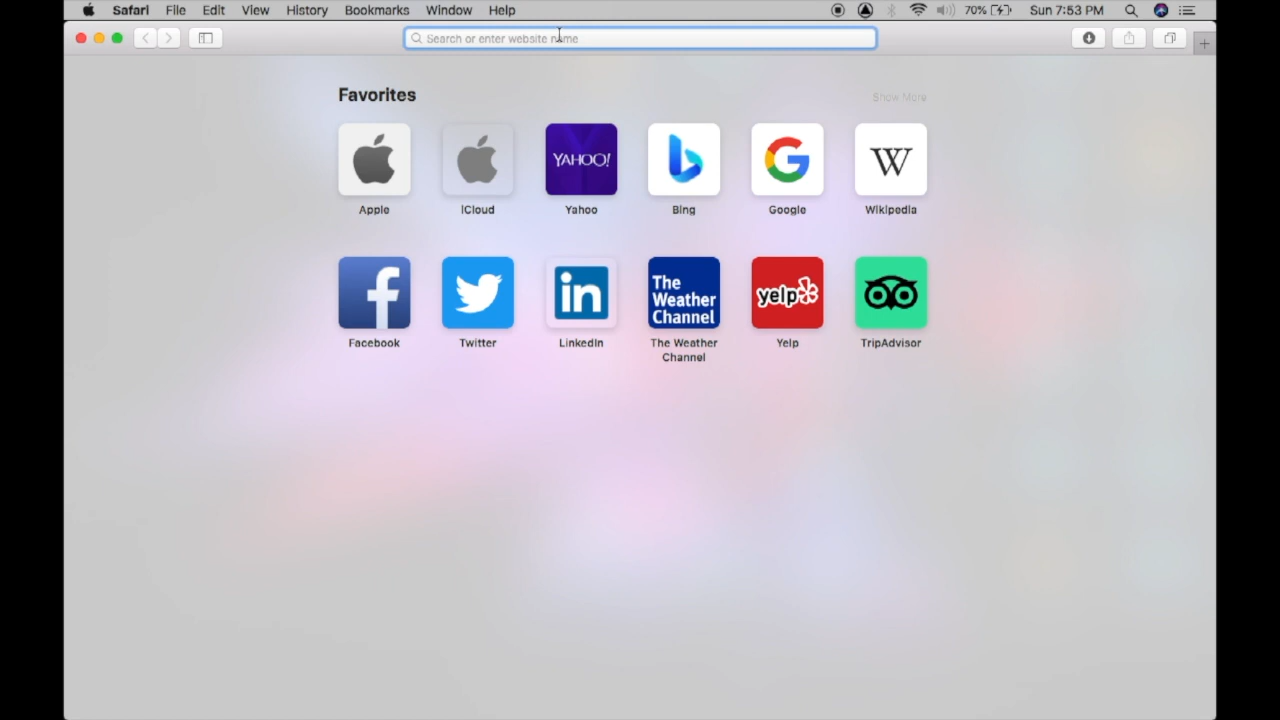 Safari File Edit View History Bookmarks Window Help 70% Sun 7:53 PM
Search or enter website name
Favorites Show More
YAHOO! W
Apple iCloud Yahoo Bing Google Wikipedia
f in The Weather Channel yelp
Facebook Twitter LinkedIn The Weather Channel Yelp TripAdvisor